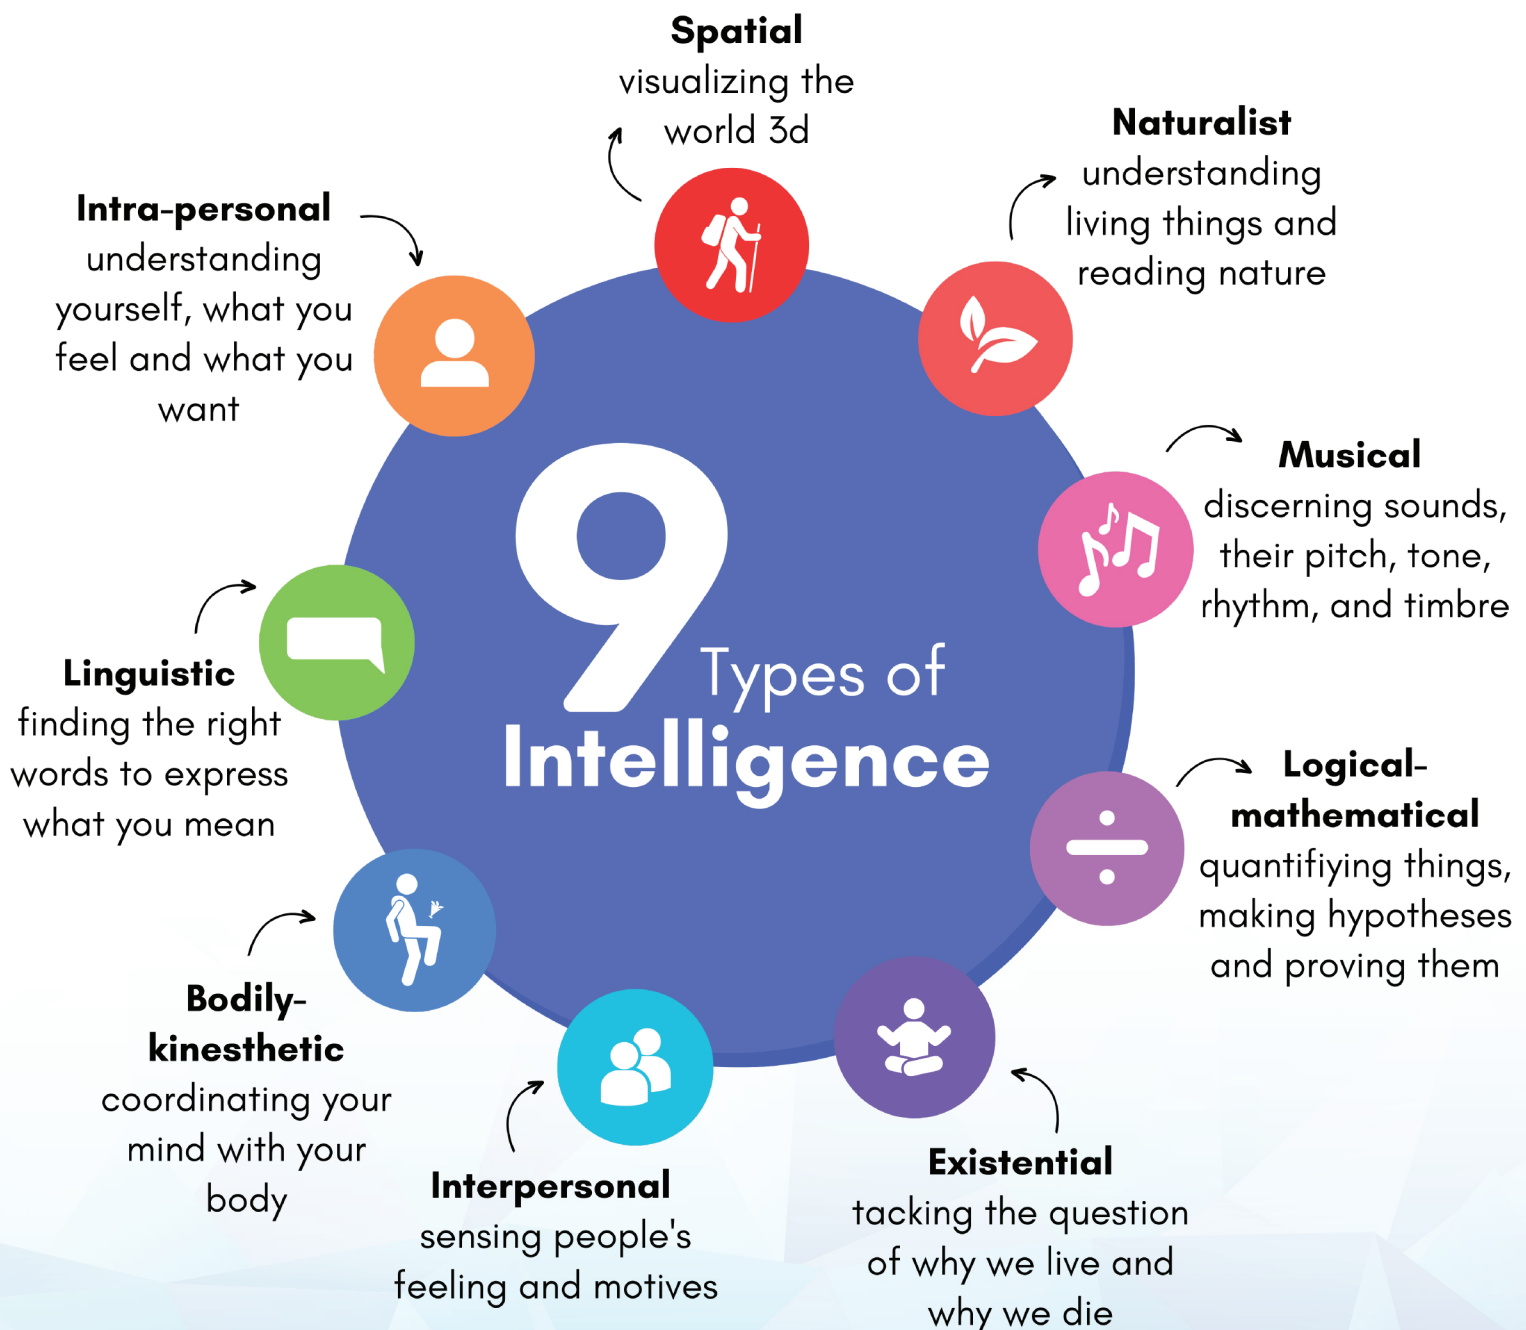 Spatial
visualizing the
world 3d
Naturalist
understanding
living things and
reading nature
Musical
discerning sounds,
their pitch, tone,
rhythm, and timbre
Logical-
mathematical
quantifiying things,
making hypotheses
and proving them
Existential
tacking the question
of why we live and
why we die
Interpersonal
sensing people's
feeling and motives
Bodily-
kinesthetic
coordinating your
mind with your
body
Linguistic
finding the right
words to express
what you mean
Intra-personal
understanding
yourself, what you
feel and what you
want
9
Types of
Intelligence